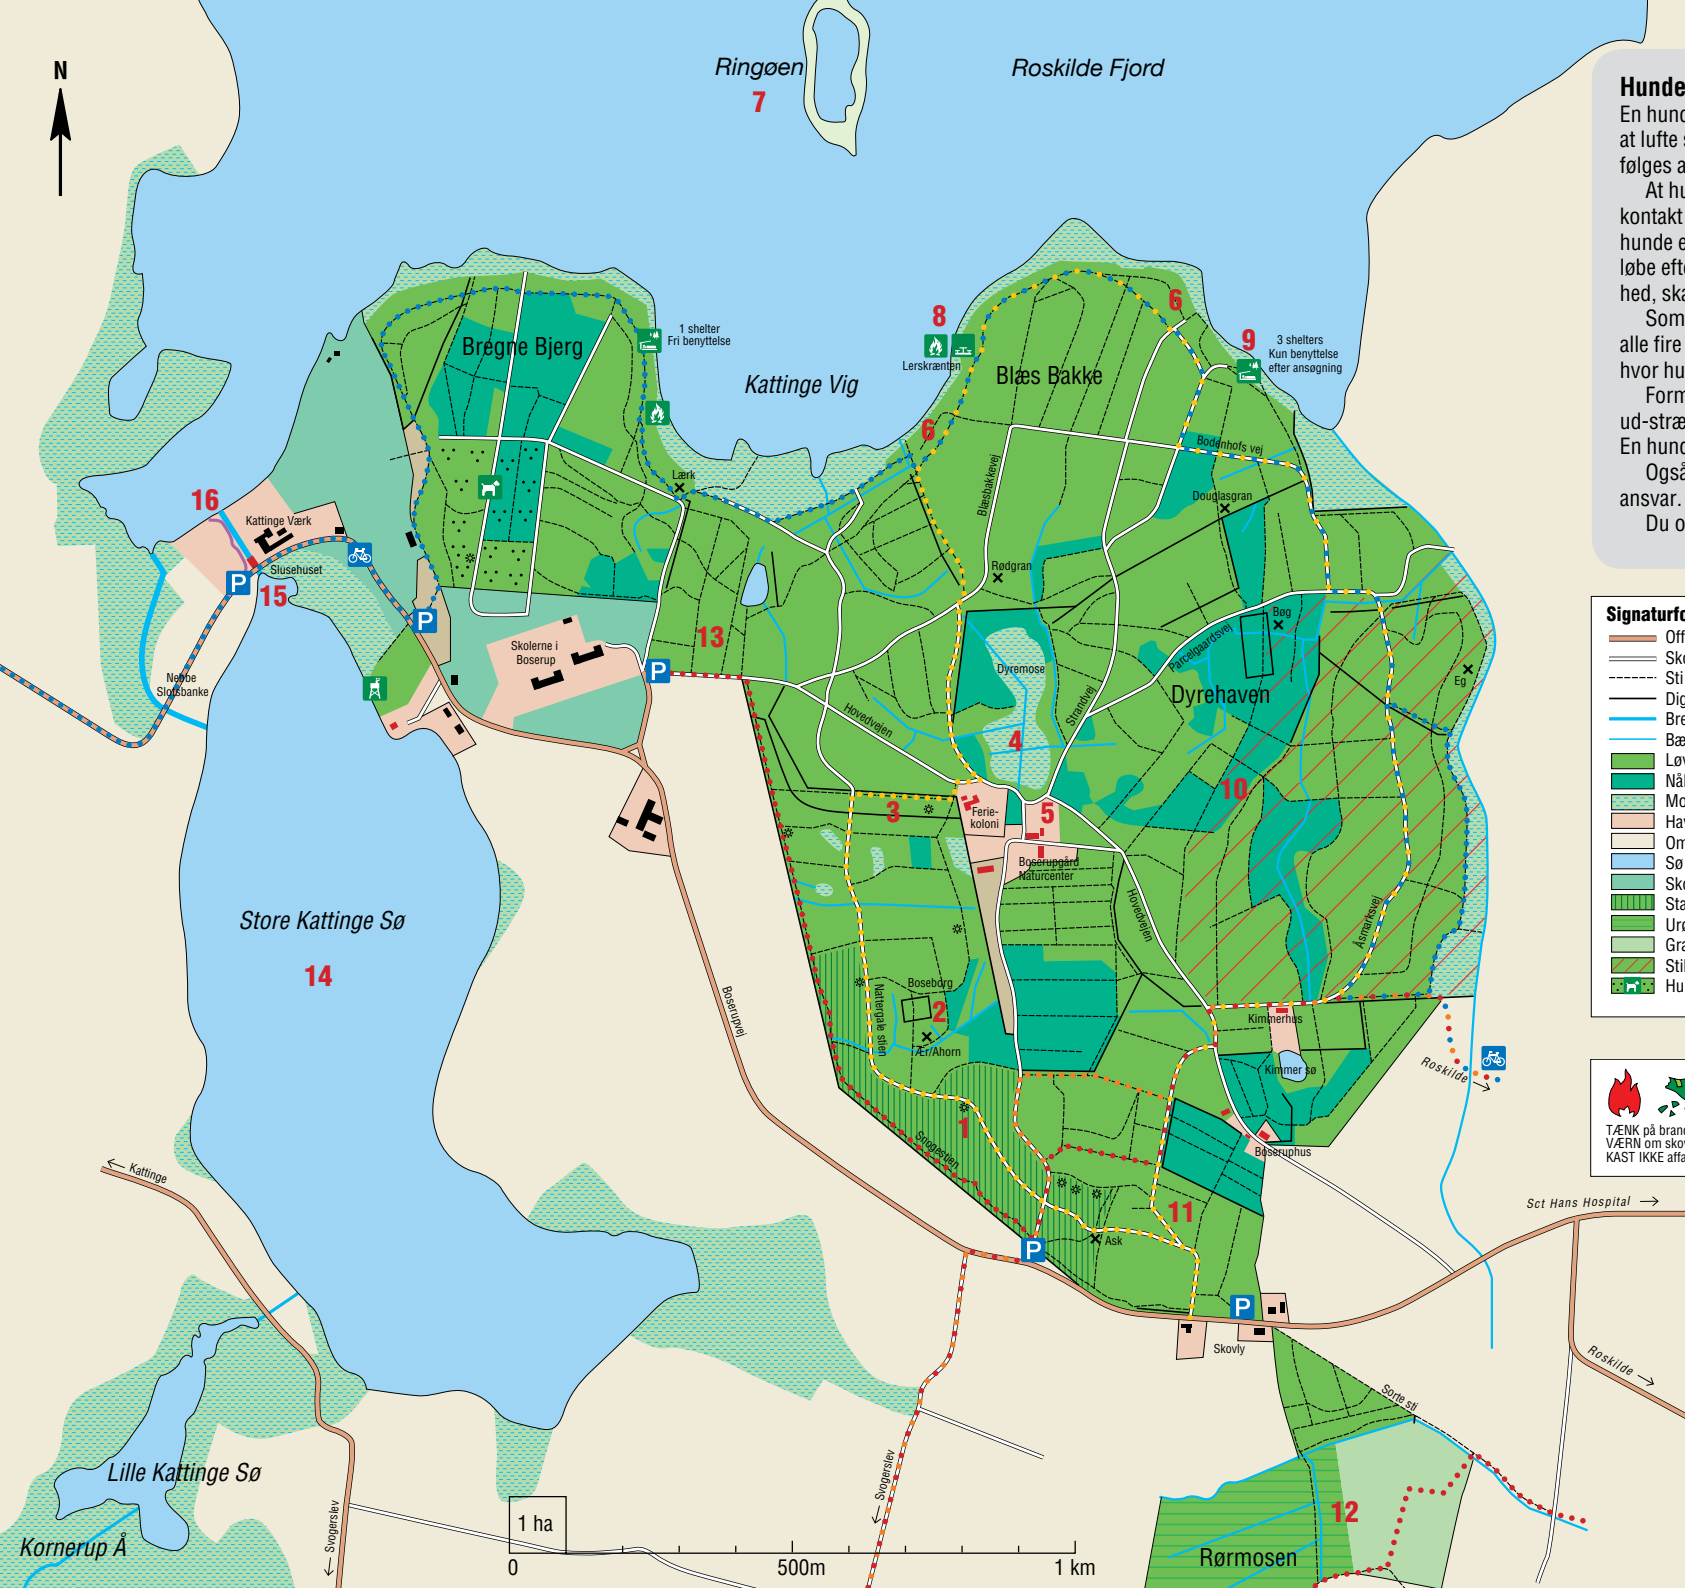 N
Ringøen
7
Roskilde Fjord
Hunde
En hund
at lufte s
følges a
At hu
kontakt
hunde e
løbe efte
hed, ska
Som
alle fire
hvor hu
Form
ud-stræ
En hund
Også
ansvar.
Du o
6
8
9
1 shelter
Fri benyttelse
3 shelters
Kun benyttelse
efter ansøgning
Bregne Bjerg
Kattinge Vig
Lerskrænten
Blæs Bakke
6
Bodenhofs vej
Blæsbakkevej
Lærk
Douglasgran
16
Kattinge Værk
Slusehuset
P
15
P
Rødgran
Bøg
Skolerne i
Boserup
13
P
Dyremose
Parcelgaardsvej
Eg
Nebbe
Slotsbanke
Dyrehaven
Strandvej
Hovedvejen
4
10
3
Ferie-
koloni
5
Boserupgård
Naturcenter
Hovedvejen
Åsmarksvej
Store Kattinge Sø
14
Boserupvej
Nattergale stien
Boseborg
2
Ær/Ahorn
Kimmerhus
Kimmer sø
Roskilde
1
Snogestien
Boseruphus
Kattinge
11
Ask
P
P
Sct Hans Hospital
Skovly
Roskilde
Sorte sti
Lille Kattinge Sø
Kornerup Å
Svogerslev
Svogerslev
1 ha
0
500m
1 km
12
Rørmosen
Signaturfo
Off
Sko
Sti
Dig
Bre
Bæ
Løv
Nål
Mo
Hav
Om
Sø
Sko
Sta
Urø
Gra
Stil
Hu
TÆNK på brand
VÆRN om skov
KAST IKKE affa